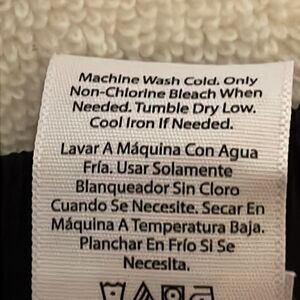 Machine Wash Cold. Only
Non-Chlorine Bleach When
Needed. Tumble Dry Low.
Cool Iron If Needed.
Lavar A Máquina Con Agua
Fría. Usar Solamente
Blanqueador Sin Cloro
Cuando Se Necesite. Secar En
Máquina A Temperatura Baja.
Planchar En Frío Si Se
Necesita.